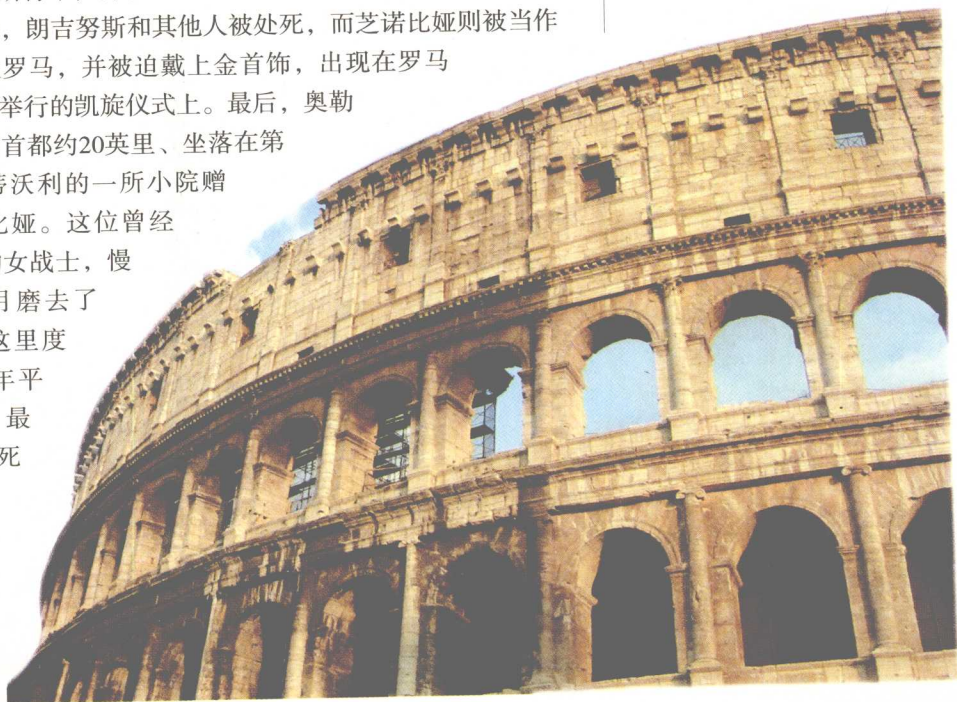 ，朗吉努斯和其他人被处死，而芝诺比娅则被当作
罗马，并被迫戴上金首饰，出现在罗马
举行的凯旋仪式上。最后，奥勒
首都约20英里、坐落在第
蒂沃利的一所小院赠
比娅。这位曾经
的女战士，慢
月磨去了
这里度
年平
最
死